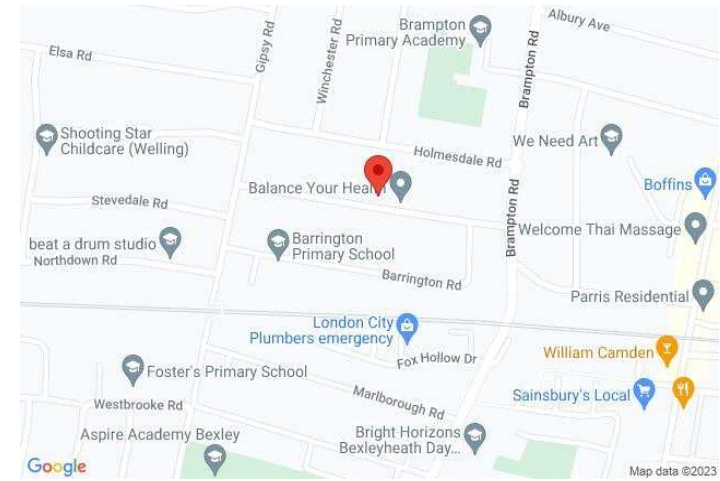 Brampton
Primary Academy
Albury Ave
Elsa Rd
Gipsy Rd
Winchester Rd
Brampton Rd
Shooting Star
Childcare (Welling)
Holmesdale Rd
We Need Art
Balance Your Health
Boffins
Stevedale Rd
Brampton Rd
Welcome Thai Massage
beat a drum studio
Northdown Rd
Barrington
Primary School
Barrington Rd
Parris Residential
London City
Plumbers emergency
William Camden
Fox Hollow Dr
Foster's Primary School
Sainsbury's Local
Marlborough Rd
Westbrooke Rd
Aspire Academy Bexley
Bright Horizons
Bexleyheath Day...
Google
Map data ©2023